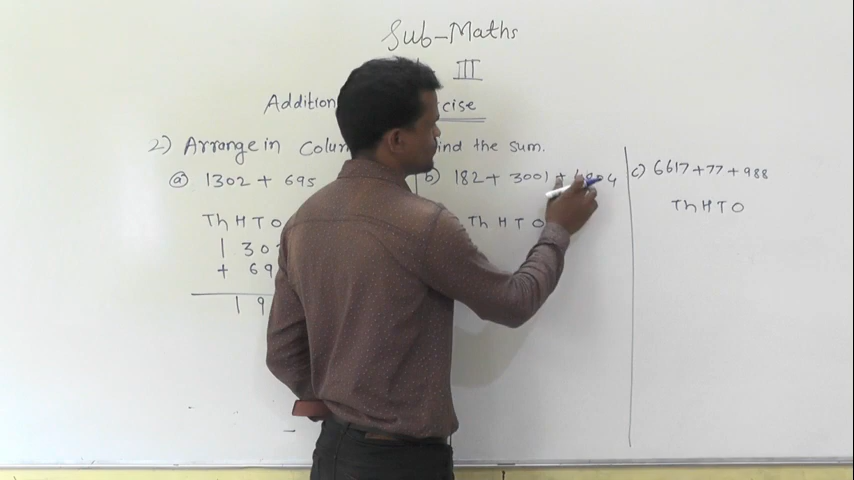 Sub-Maths
III
Addition cise
2) Arrange in Colum ind the sum.
a) 1302 + 695
Th H T O
1 30
+ 69
1 9
b) 182 + 3001 +
Th H T O
c) 6617 + 77 + 988
Th H T O